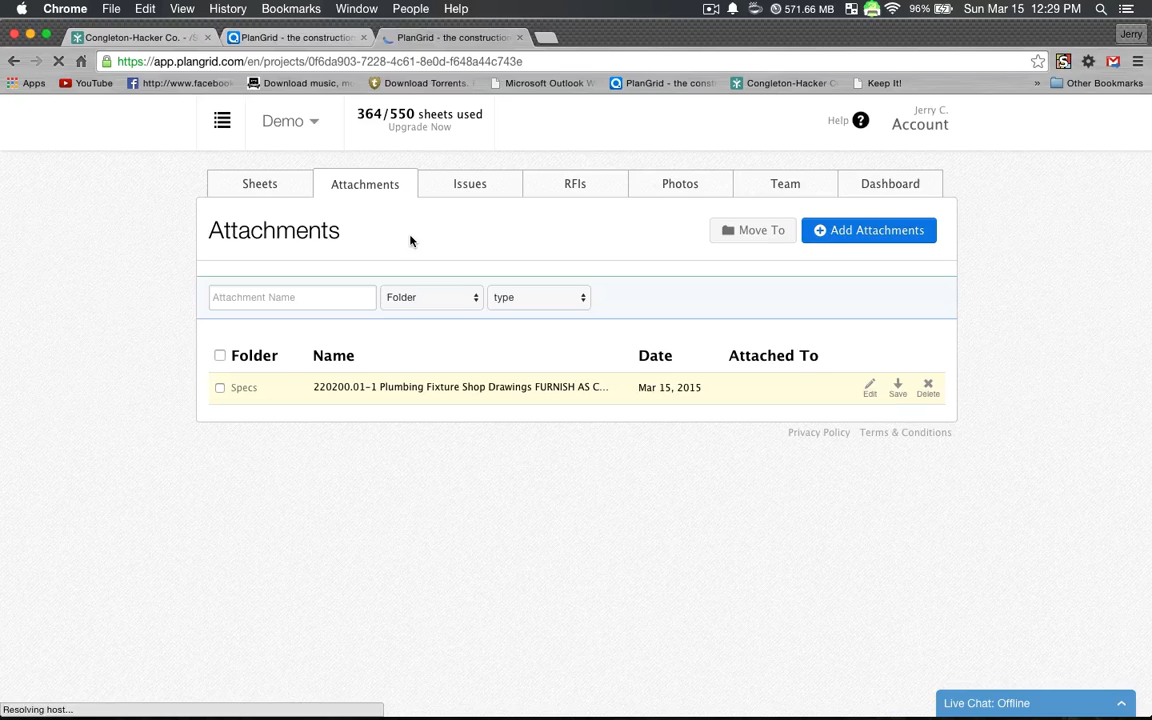 Chrome File Edit View History Bookmarks Window People Help 571.66 MB 96% Sun Mar 15 12:29 PM
Congleton-Hacker Co. - /S × PlanGrid - the construction × PlanGrid - the construction × Jerry
https://app.plangrid.com/en/projects/0f6da903-7228-4c61-8e0d-f648a44c743e
Apps YouTube http://www.facebook Download music, m Download Torrents. Microsoft Outlook W PlanGrid - the const Congleton-Hacker C Keep It! » Other Bookmarks
Demo 364/550 sheets used Help ? Jerry C.
Upgrade Now Account
Sheets Attachments Issues RFIs Photos Team Dashboard
Attachments Move To Add Attachments
Attachment Name Folder type
Folder Name Date Attached To
Specs 220200.01-1 Plumbing Fixture Shop Drawings FURNISH AS C... Mar 15, 2015 Edit Save Delete
Privacy Policy Terms & Conditions
Resolving host... Live Chat: Offline